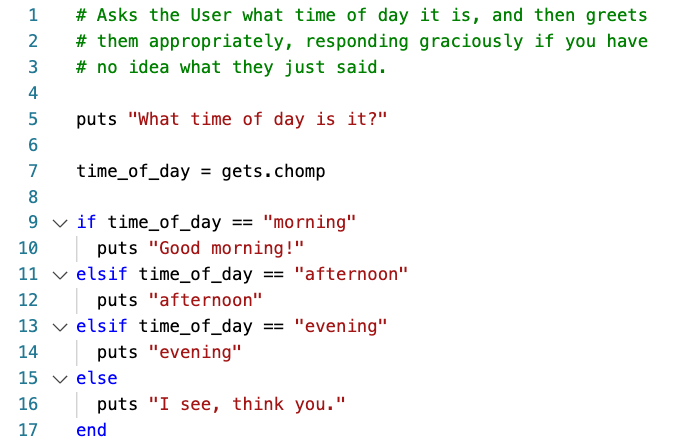 1 # Asks the User what time of day it is, and then greets
2 # them appropriately, responding graciously if you have
3 # no idea what they just said.
4
5 puts "What time of day is it?"
6
7 time_of_day = gets.chomp
8
9 if time_of_day == "morning"
10 puts "Good morning!"
11 elsif time_of_day == "afternoon"
12 puts "afternoon"
13 elsif time_of_day == "evening"
14 puts "evening"
15 else
16 puts "I see, think you."
17 end